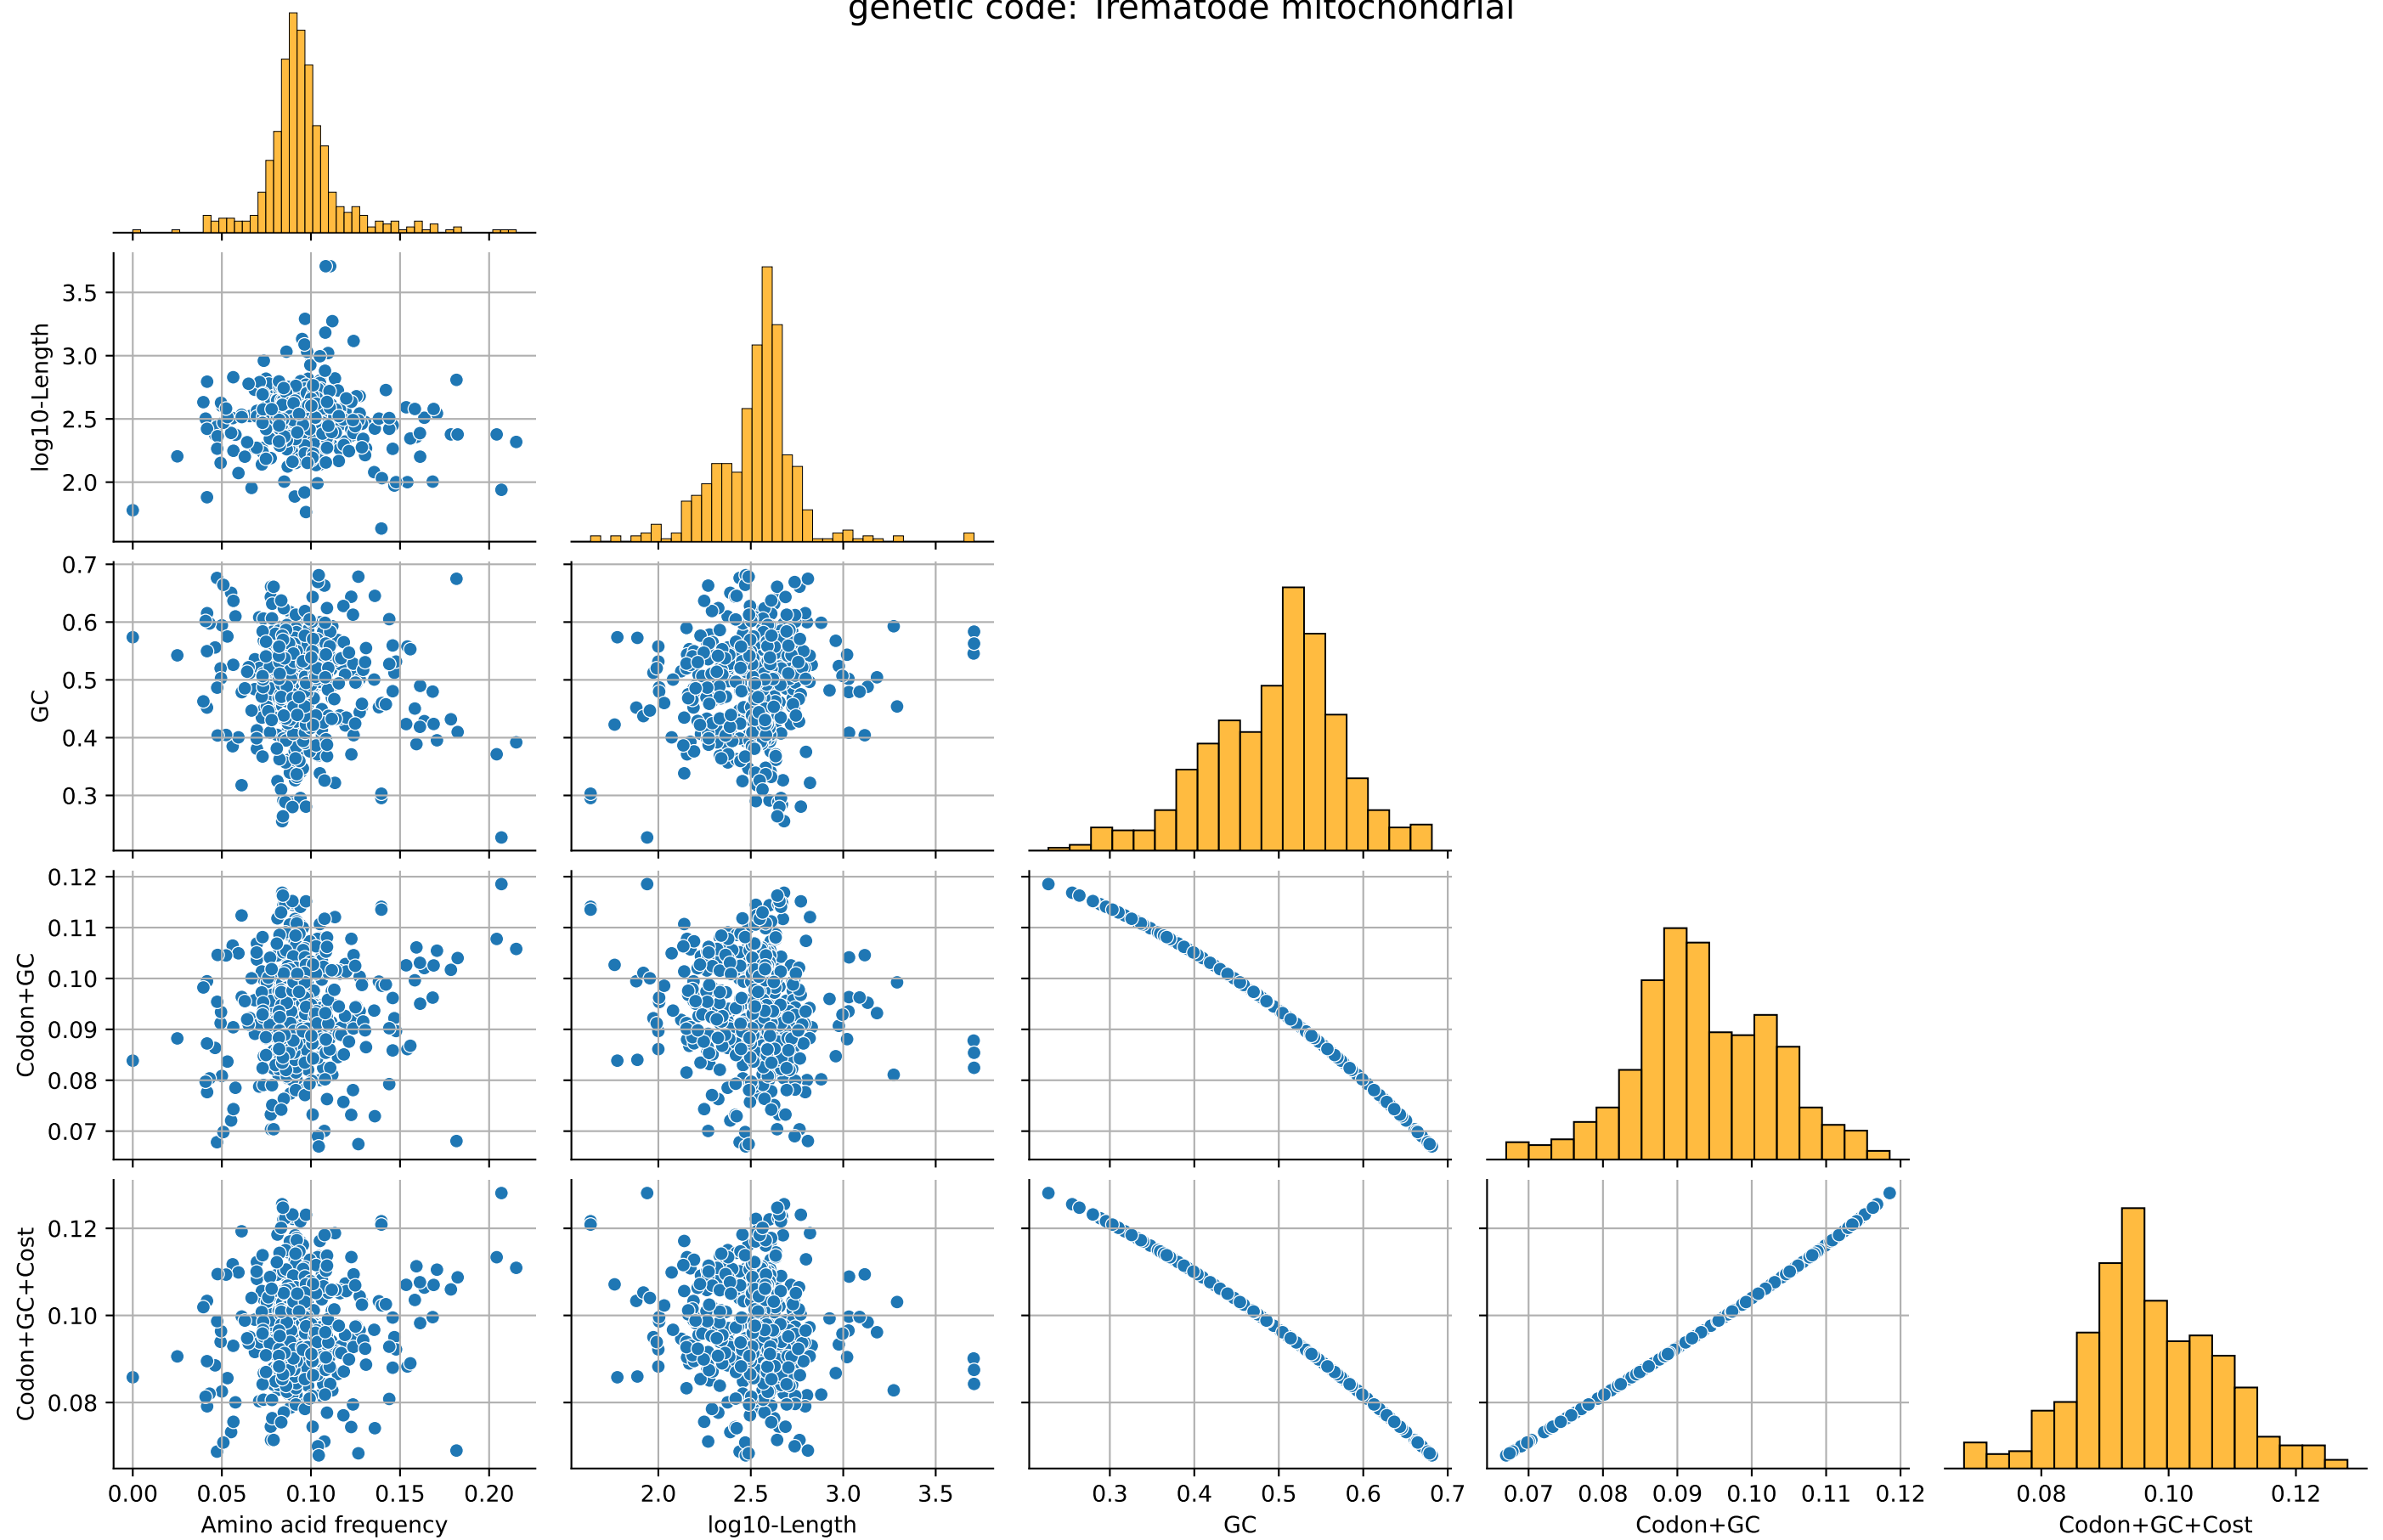 genetic code: Trematode mitochondrial
log10-Length
3.5
3.0
2.5
2.0
GC
0.7
0.6
0.5
0.4
0.3
Codon+GC
0.12
0.11
0.10
0.09
0.08
0.07
Codon+GC+Cost
0.12
0.10
0.08
0.00 0.05 0.10 0.15 0.20
2.0 2.5 3.0 3.5
0.3 0.4 0.5 0.6 0.7
0.07 0.08 0.09 0.10 0.11 0.12
0.08 0.10 0.12
Amino acid frequency
log10-Length
GC
Codon+GC
Codon+GC+Cost